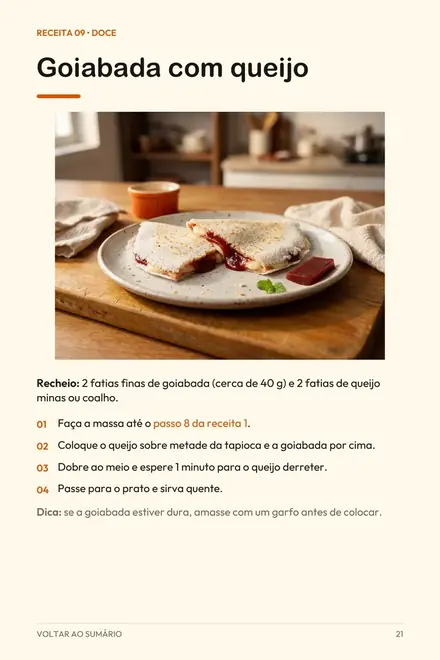 RECEITA 09 • DOCE
Goiabada com queijo
Recheio: 2 fatias finas de goiabada (cerca de 40 g) e 2 fatias de queijo
minas ou coalho.
01 Faça a massa até o passo 8 da receita 1.
02 Coloque o queijo sobre metade da tapioca e a goiabada por cima.
03 Dobre ao meio e espere 1 minuto para o queijo derreter.
04 Passe para o prato e sirva quente.
Dica: se a goiabada estiver dura, amasse com um garfo antes de colocar.
VOLTAR AO SUMÁRIO 21